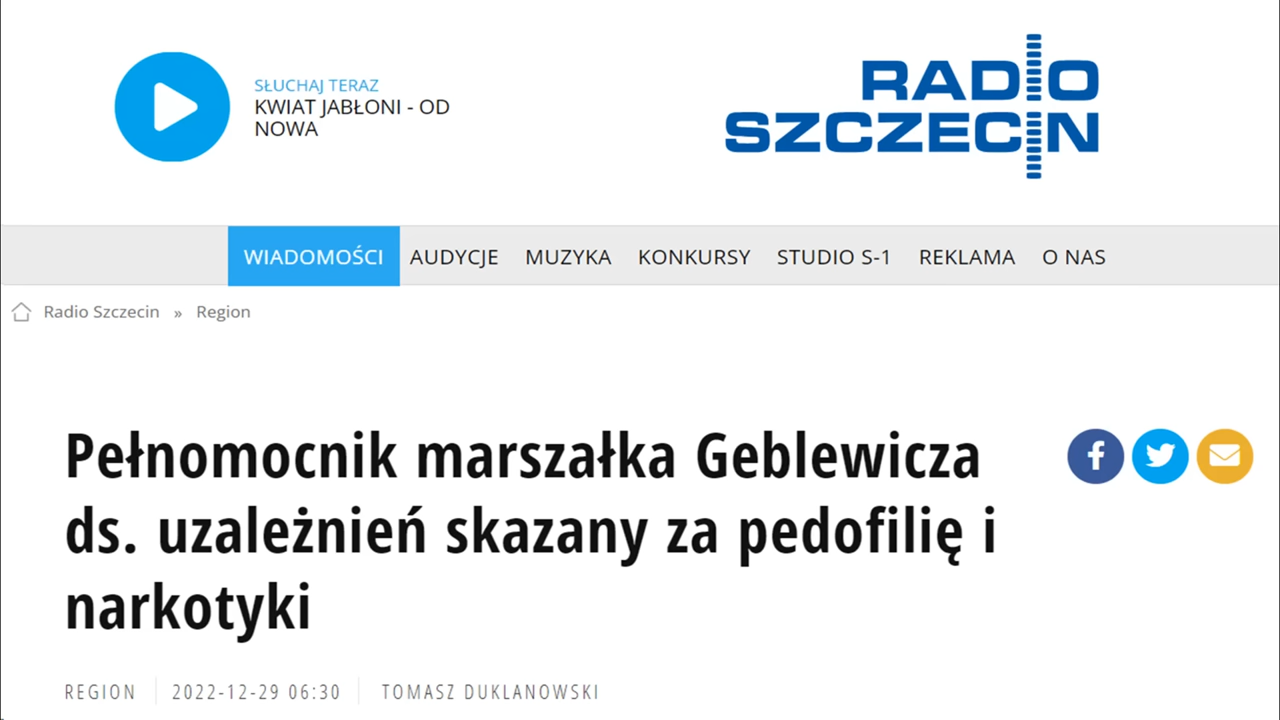 SŁUCHAJ TERAZ
KWIAT JABŁONI - OD
NOWA
RADIO
SZCZECIN
WIADOMOŚCI AUDYCJE MUZYKA KONKURSY STUDIO S-1 REKLAMA O NAS
Radio Szczecin » Region
Pełnomocnik marszałka Geblewicza
ds. uzależnień skazany za pedofilię i
narkotyki
REGION 2022-12-29 06:30 TOMASZ DUKLANOWSKI